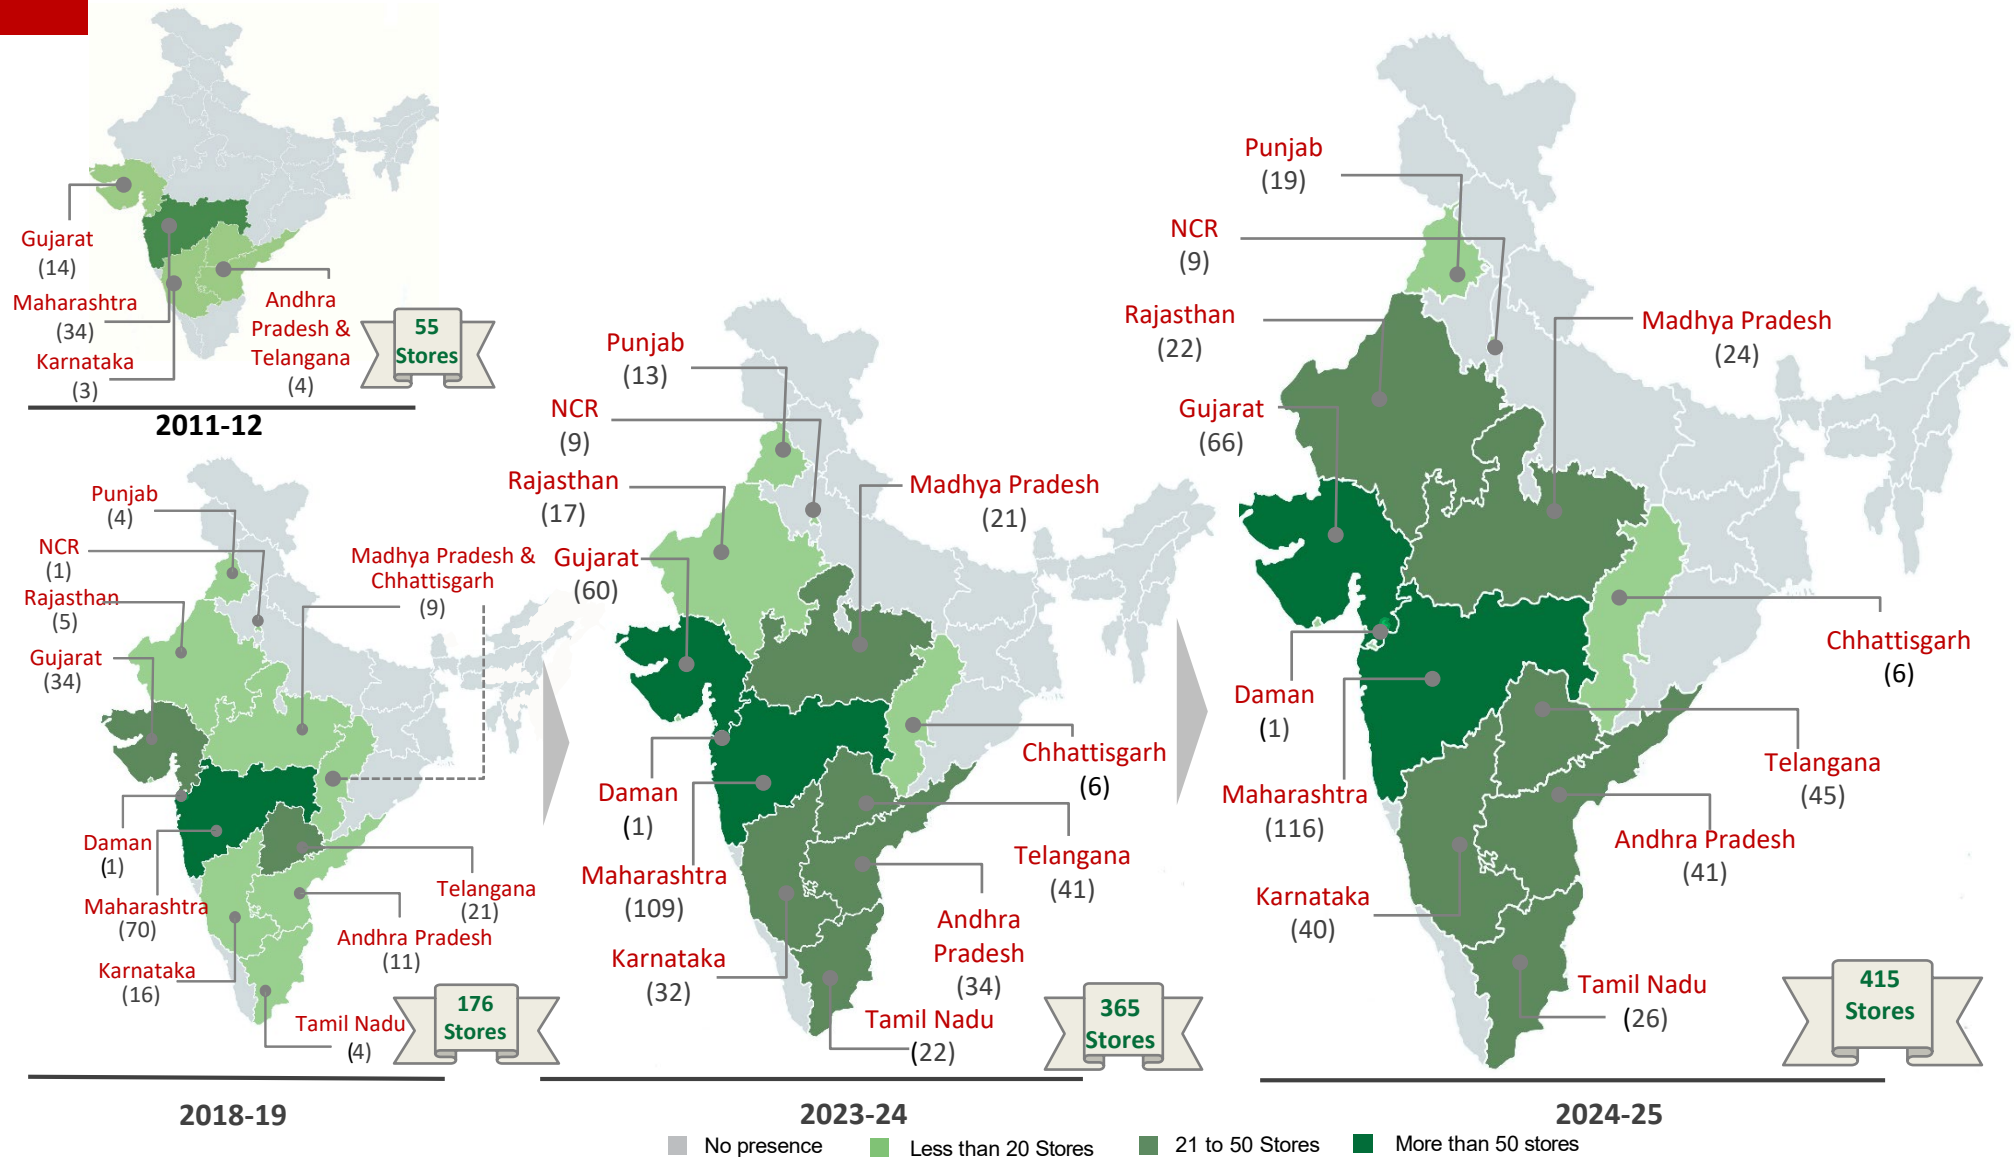 Gujarat
(14)
Maharashtra
(34)
Karnataka
(3)
Andhra
Pradesh &
Telangana
(4)
55
Stores
2011-12
Punjab
(4)
NCR
(1)
Rajasthan
(5)
Gujarat
(34)
Madhya Pradesh &
Chhattisgarh
(9)
Daman
(1)
Maharashtra
(70)
Karnataka
(16)
Telangana
(21)
Andhra Pradesh
(11)
Tamil Nadu
(4)
176
Stores
2018-19
Punjab
(13)
NCR
(9)
Rajasthan
(17)
Gujarat
(60)
Madhya Pradesh
(21)
Chhattisgarh
(6)
Daman
(1)
Maharashtra
(109)
Karnataka
(32)
Telangana
(41)
Andhra
Pradesh
(34)
Tamil Nadu
(22)
365
Stores
2023-24
Punjab
(19)
NCR
(9)
Rajasthan
(22)
Gujarat
(66)
Madhya Pradesh
(24)
Chhattisgarh
(6)
Daman
(1)
Maharashtra
(116)
Karnataka
(40)
Telangana
(45)
Andhra Pradesh
(41)
Tamil Nadu
(26)
415
Stores
2024-25
No presence
Less than 20 Stores
21 to 50 Stores
More than 50 stores